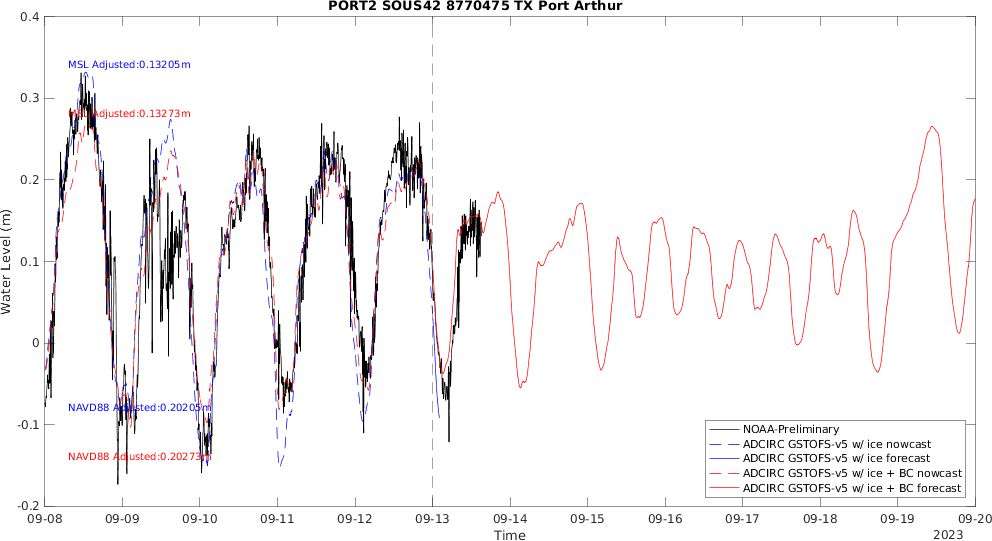 PORT2 SOUS42 8770475 TX Port Arthur
0.4
0.3
0.2
0.1
0
-0.1
-0.2
Water Level (m)
MSL Adjusted:0.13205m
MSL Adjusted:0.13273m
NAVD88 Adjusted:0.20205m
NAVD88 Adjusted:0.20273m
NOAA-Preliminary
ADCIRC GSTOFS-v5 w/ ice nowcast
ADCIRC GSTOFS-v5 w/ ice forecast
ADCIRC GSTOFS-v5 w/ ice + BC nowcast
ADCIRC GSTOFS-v5 w/ ice + BC forecast
09-08 09-09 09-10 09-11 09-12 09-13 09-14 09-15 09-16 09-17 09-18 09-19 09-20
Time
2023